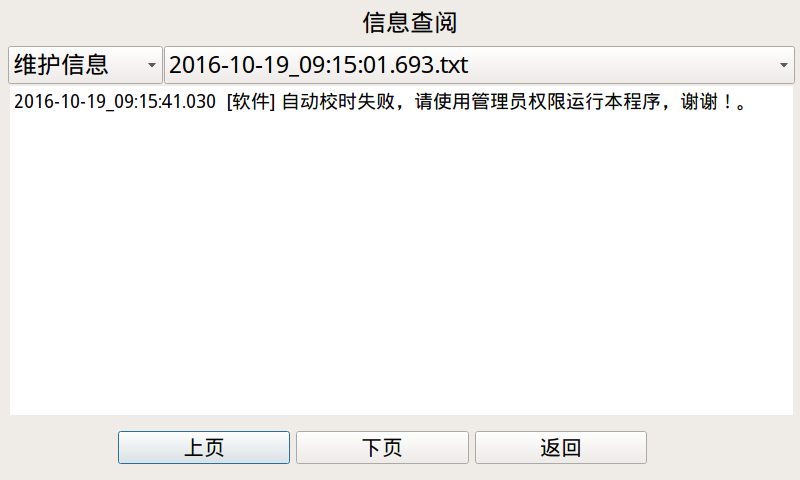 信息查阅
维护信息 2016-10-19_09:15:01.693.txt
2016-10-19_09:15:41.030 [软件] 自动校时失败，请使用管理员权限运行本程序，谢谢！。
上页 下页 返回